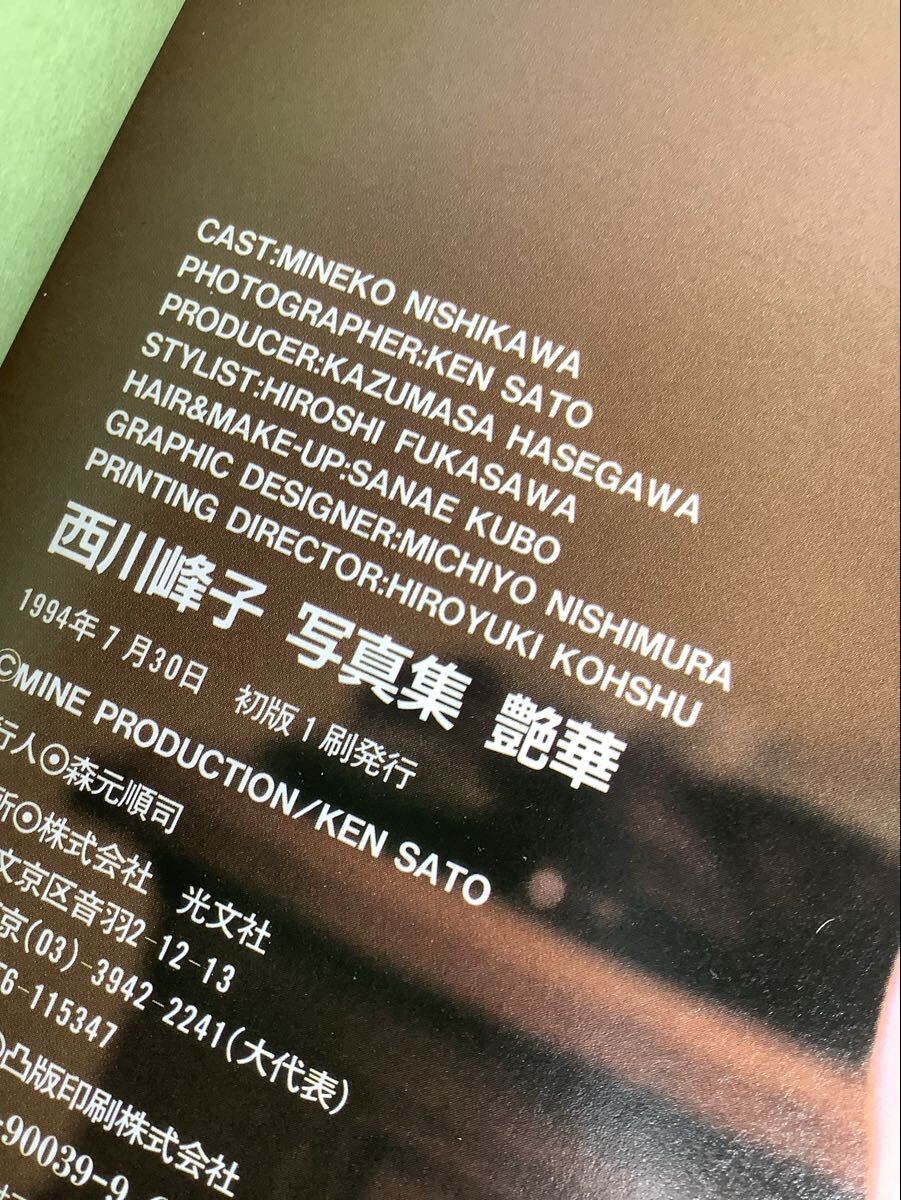 CAST:MINEKO NISHIKAWA
PHOTOGRAPHER:KEN SATO
PRODUCER:KAZUMASA HASEGAWA
STYLIST:HIROSHI FUKASAWA
HAIR&MAKE-UP:SANAE KUBO
GRAPHIC DESIGNER:MICHIYO NISHIMURA
PRINTING DIRECTOR:HIROYUKI KOHSHU
西川峰子 写真集 艶華
1994年7月30日 初版1刷発行
©MINE PRODUCTION/KEN SATO
行人◉森元順司
所◉株式会社 光文社
文京区音羽2-12-13
京(03)-3942-2241(大代表)
6-115347
凸版印刷株式会社
-90039-9